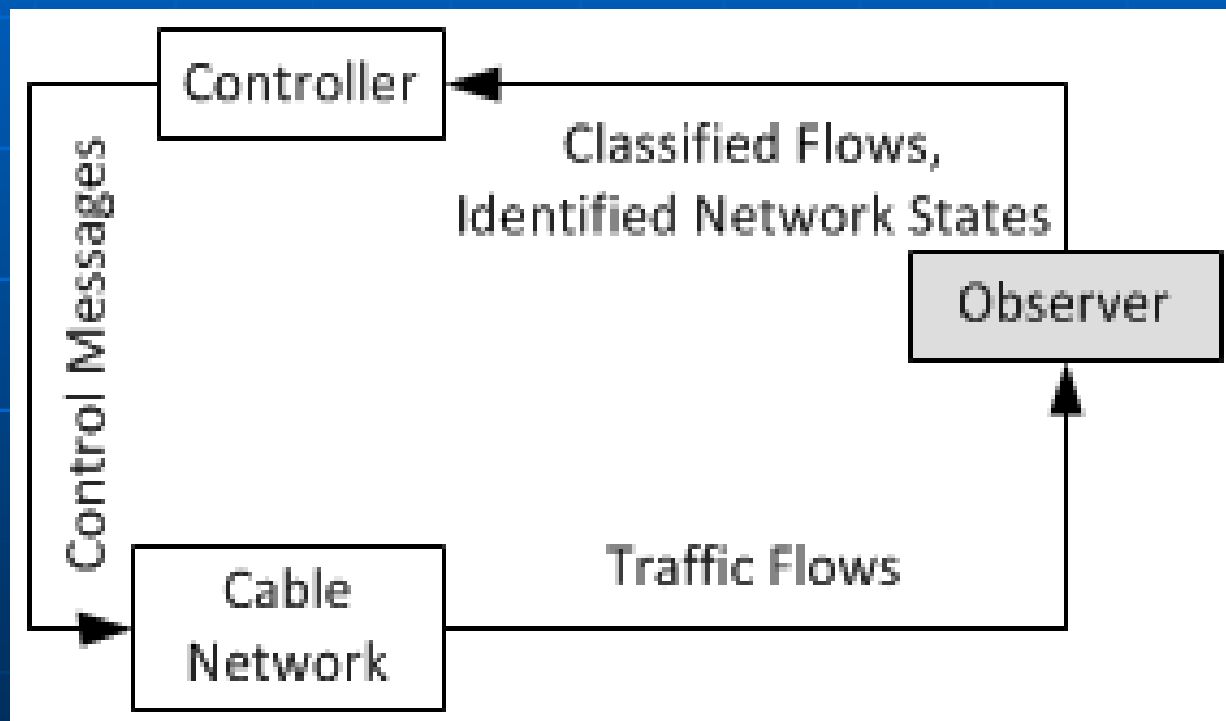 Controller
Classified Flows,
Identified Network States
Observer
Control Messages
Traffic Flows
Cable
Network